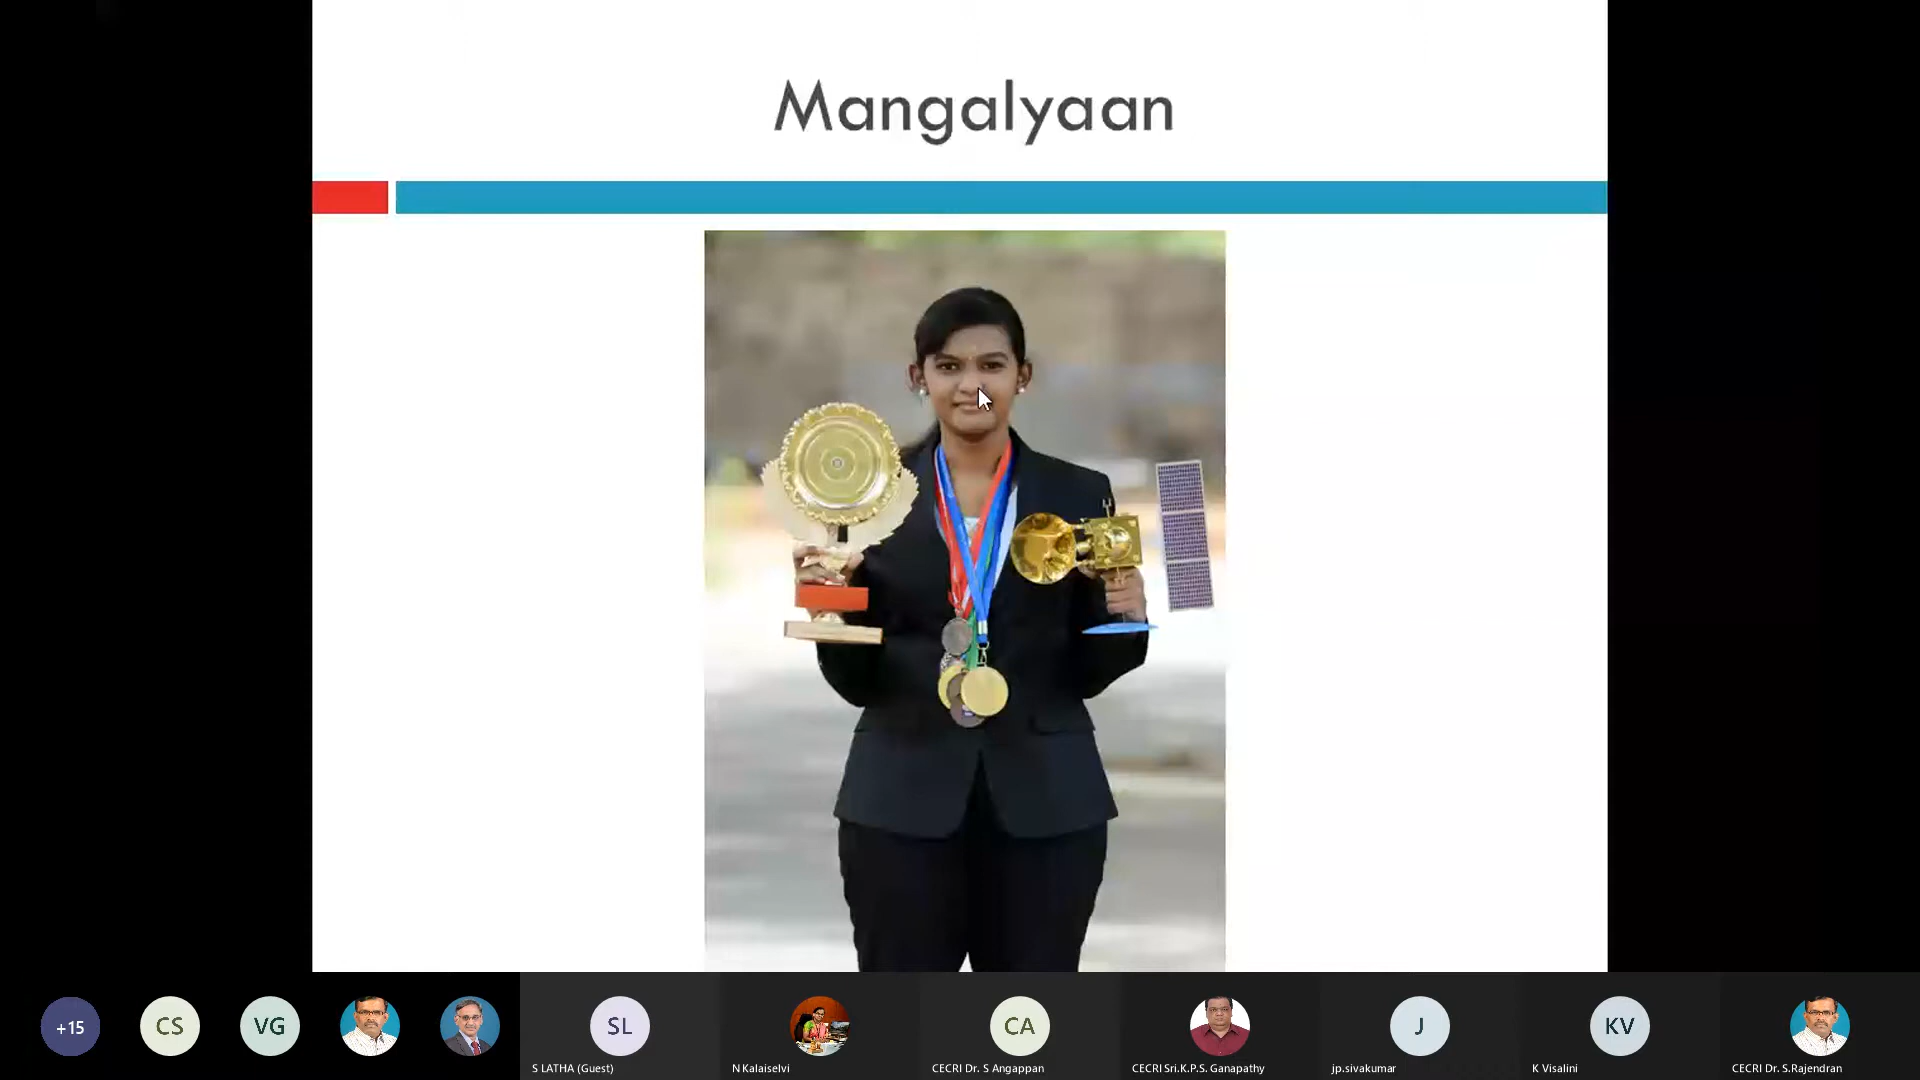 Mangalyaan
+15
CS
VG
SL
S LATHA (Guest)
N Kalaiselvi
CA
CECRI Dr. S Angappan
CECRI Sri.K.P.S. Ganapathy
J
jp.sivakumar
KV
K Visalini
CECRI Dr. S.Rajendran